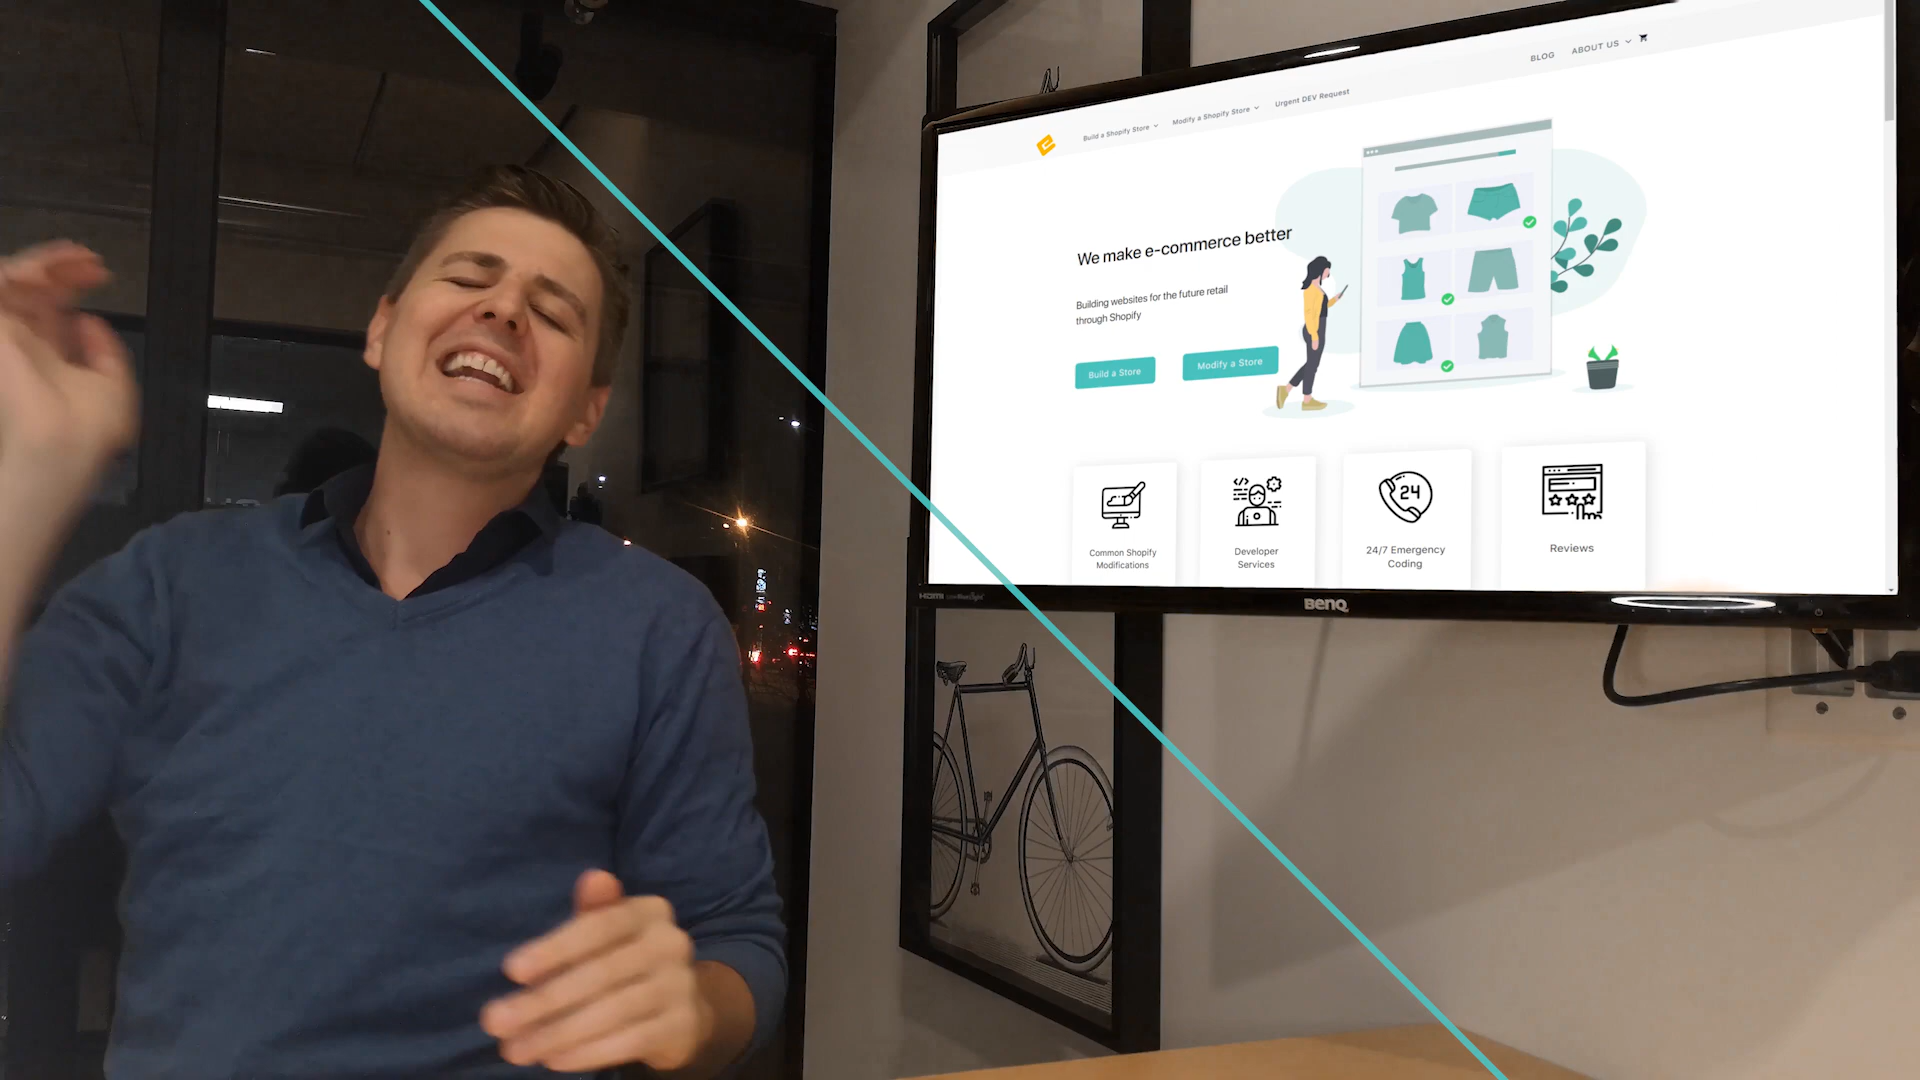 BLOG
ABOUT US
Build a Shopify Store
Modify a Shopify Store
Urgent DEV Request
We make e-commerce better
Building websites for the future retail
through Shopify
Build a Store
Modify a Store
24
Common Shopify
Modifications
Developer
Services
24/7 Emergency
Coding
Reviews
HDMI
BenQ